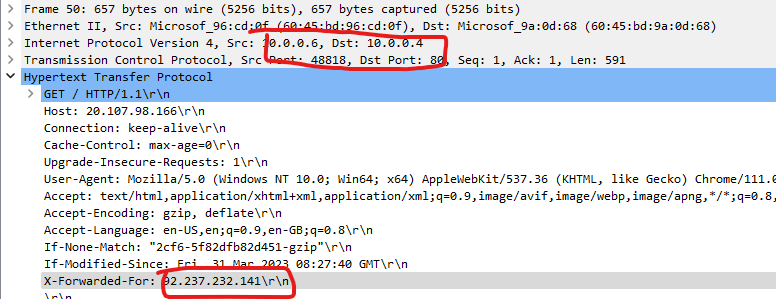 Frame 50: 657 bytes on wire (5256 bits), 657 bytes captured (5256 bits)
Ethernet II, Src: Microsof_96:cd:0f (60:45:bd:96:cd:0f), Dst: Microsof_9a:0d:68 (60:45:bd:9a:0d:68)
Internet Protocol Version 4, Src: 10.0.0.6, Dst: 10.0.0.4
Transmission Control Protocol, Src Port: 48818, Dst Port: 80, Seq: 1, Ack: 1, Len: 591
Hypertext Transfer Protocol
GET / HTTP/1.1\r\n
Host: 20.107.98.166\r\n
Connection: keep-alive\r\n
Cache-Control: max-age=0\r\n
Upgrade-Insecure-Requests: 1\r\n
User-Agent: Mozilla/5.0 (Windows NT 10.0; Win64; x64) AppleWebKit/537.36 (KHTML, like Gecko) Chrome/111.0
Accept: text/html,application/xhtml+xml,application/xml;q=0.9,image/avif,image/webp,image/apng,*/*;q=0.8,
Accept-Encoding: gzip, deflate\r\n
Accept-Language: en-US,en;q=0.9,en-GB;q=0.8\r\n
If-None-Match: "2cf6-5f82dfb82d451-gzip"\r\n
If-Modified-Since: Fri, 31 Mar 2023 08:27:40 GMT\r\n
X-Forwarded-For: 92.237.232.141\r\n
\r\n